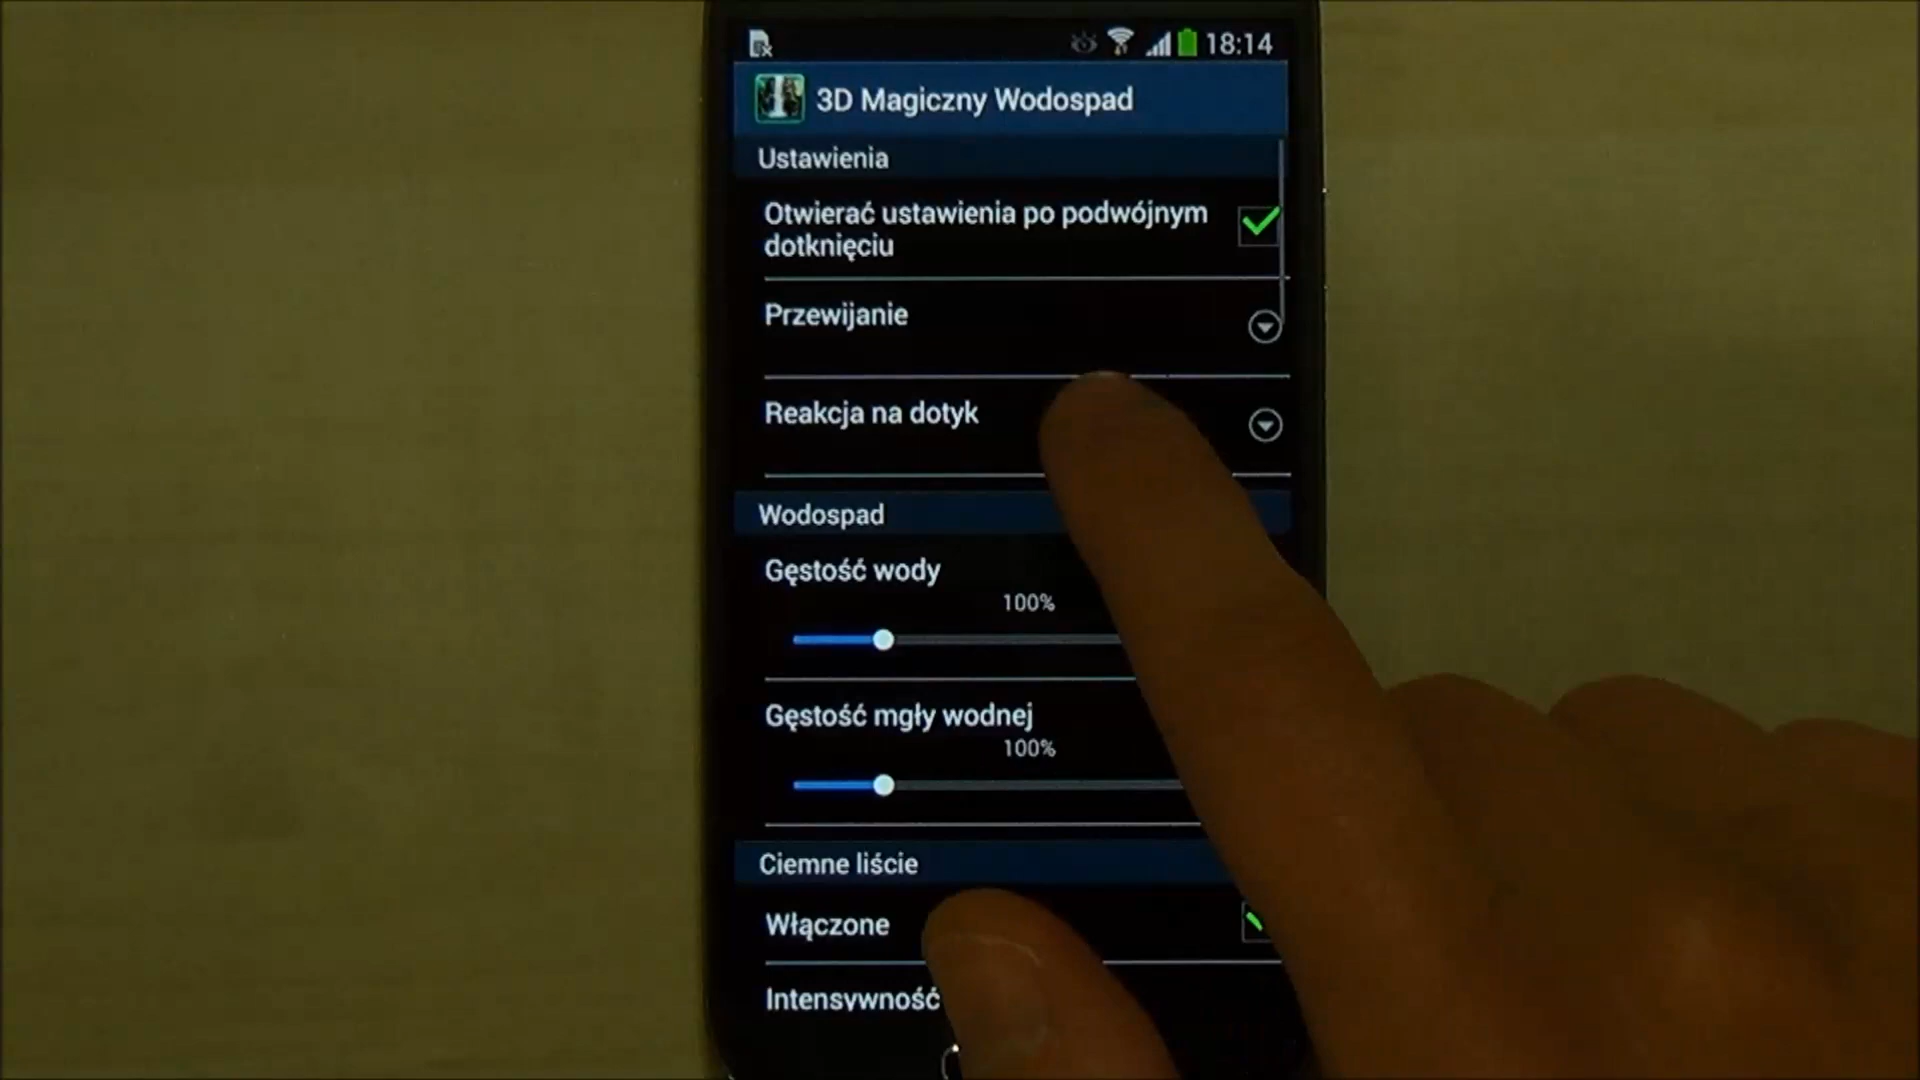 18:14
3D Magiczny Wodospad
Ustawienia
Otwierać ustawienia po podwójnym
dotknięciu
Przewijanie
Reakcja na dotyk
Wodospad
Gęstość wody
100%
Gęstość mgły wodnej
100%
Ciemne liście
Włączone
Intensywność